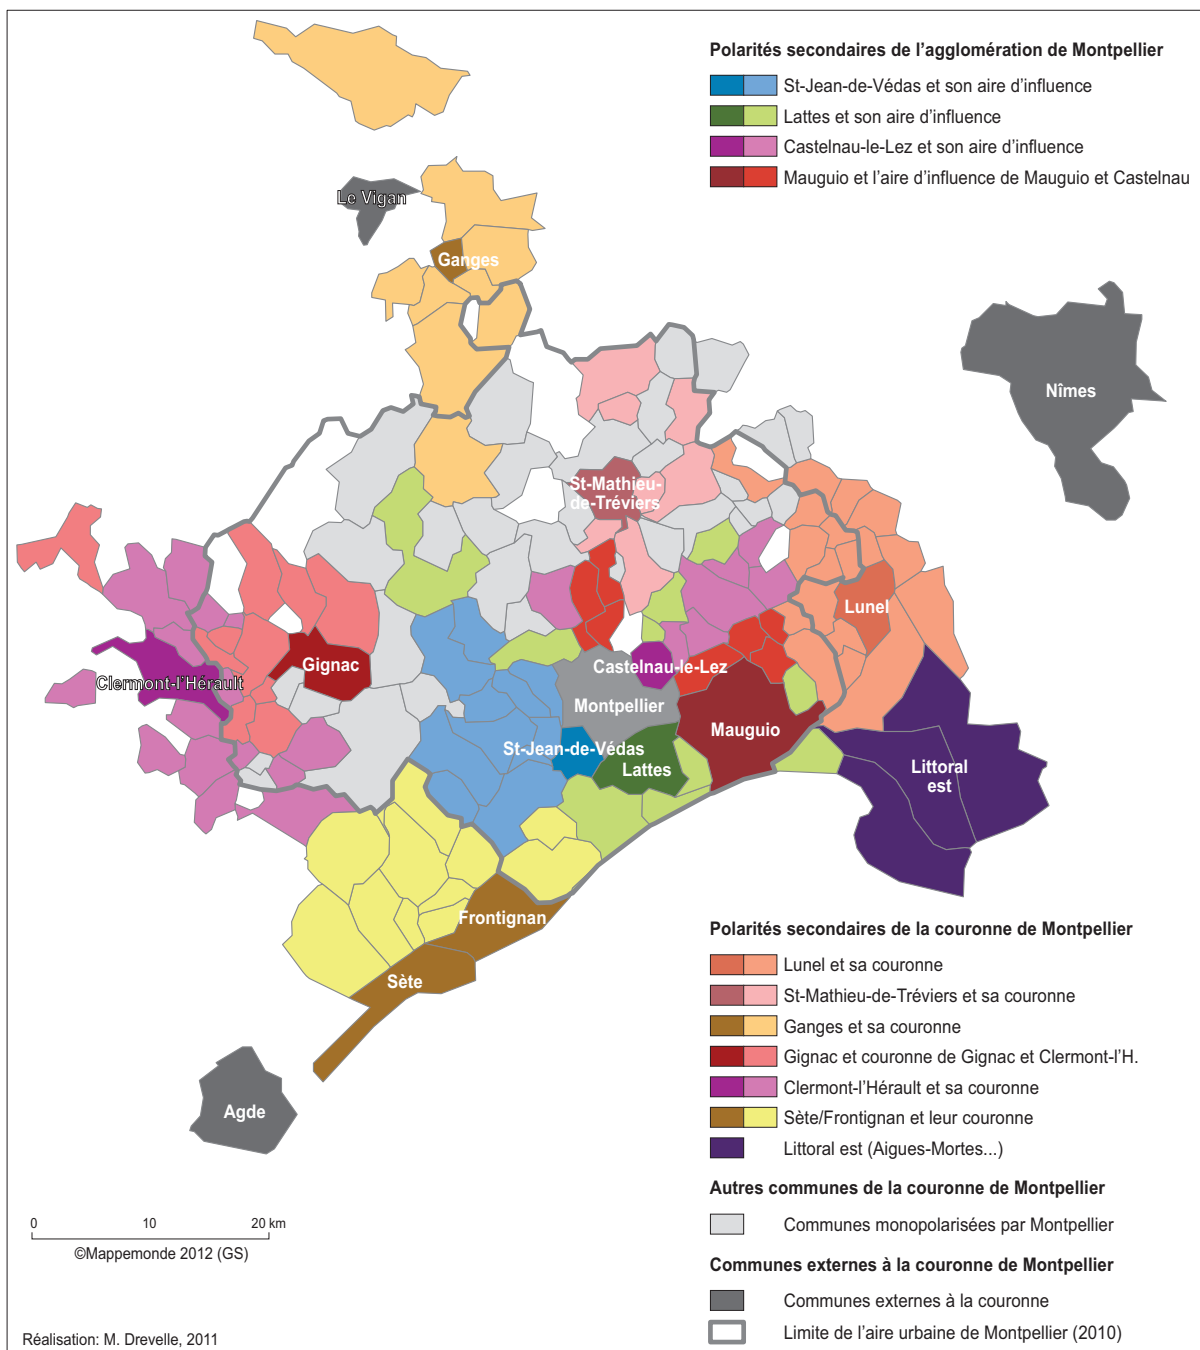 Polarités secondaires de l'agglomération de Montpellier
St-Jean-de-Védas et son aire d'influence
Lattes et son aire d'influence
Castelnau-le-Lez et son aire d'influence
Mauguio et l'aire d'influence de Mauguio et Castelnau
Le Vigan
Ganges
Nîmes
St-Mathieu-
de-Tréviers
Lunel
Gignac
Castelnau-le-Lez
Clermont-l'Hérault
Montpellier
Mauguio
St-Jean-de-Védas
Lattes
Littoral
est
Frontignan
Sète
Agde
Polarités secondaires de la couronne de Montpellier
Lunel et sa couronne
St-Mathieu-de-Tréviers et sa couronne
Ganges et sa couronne
Gignac et couronne de Gignac et Clermont-l'H.
Clermont-l'Hérault et sa couronne
Sète/Frontignan et leur couronne
Littoral est (Aigues-Mortes...)
Autres communes de la couronne de Montpellier
Communes monopolarisées par Montpellier
Communes externes à la couronne de Montpellier
Communes externes à la couronne
Limite de l'aire urbaine de Montpellier (2010)
0 10 20 km
©Mappemonde 2012 (GS)
Réalisation: M. Drevelle, 2011